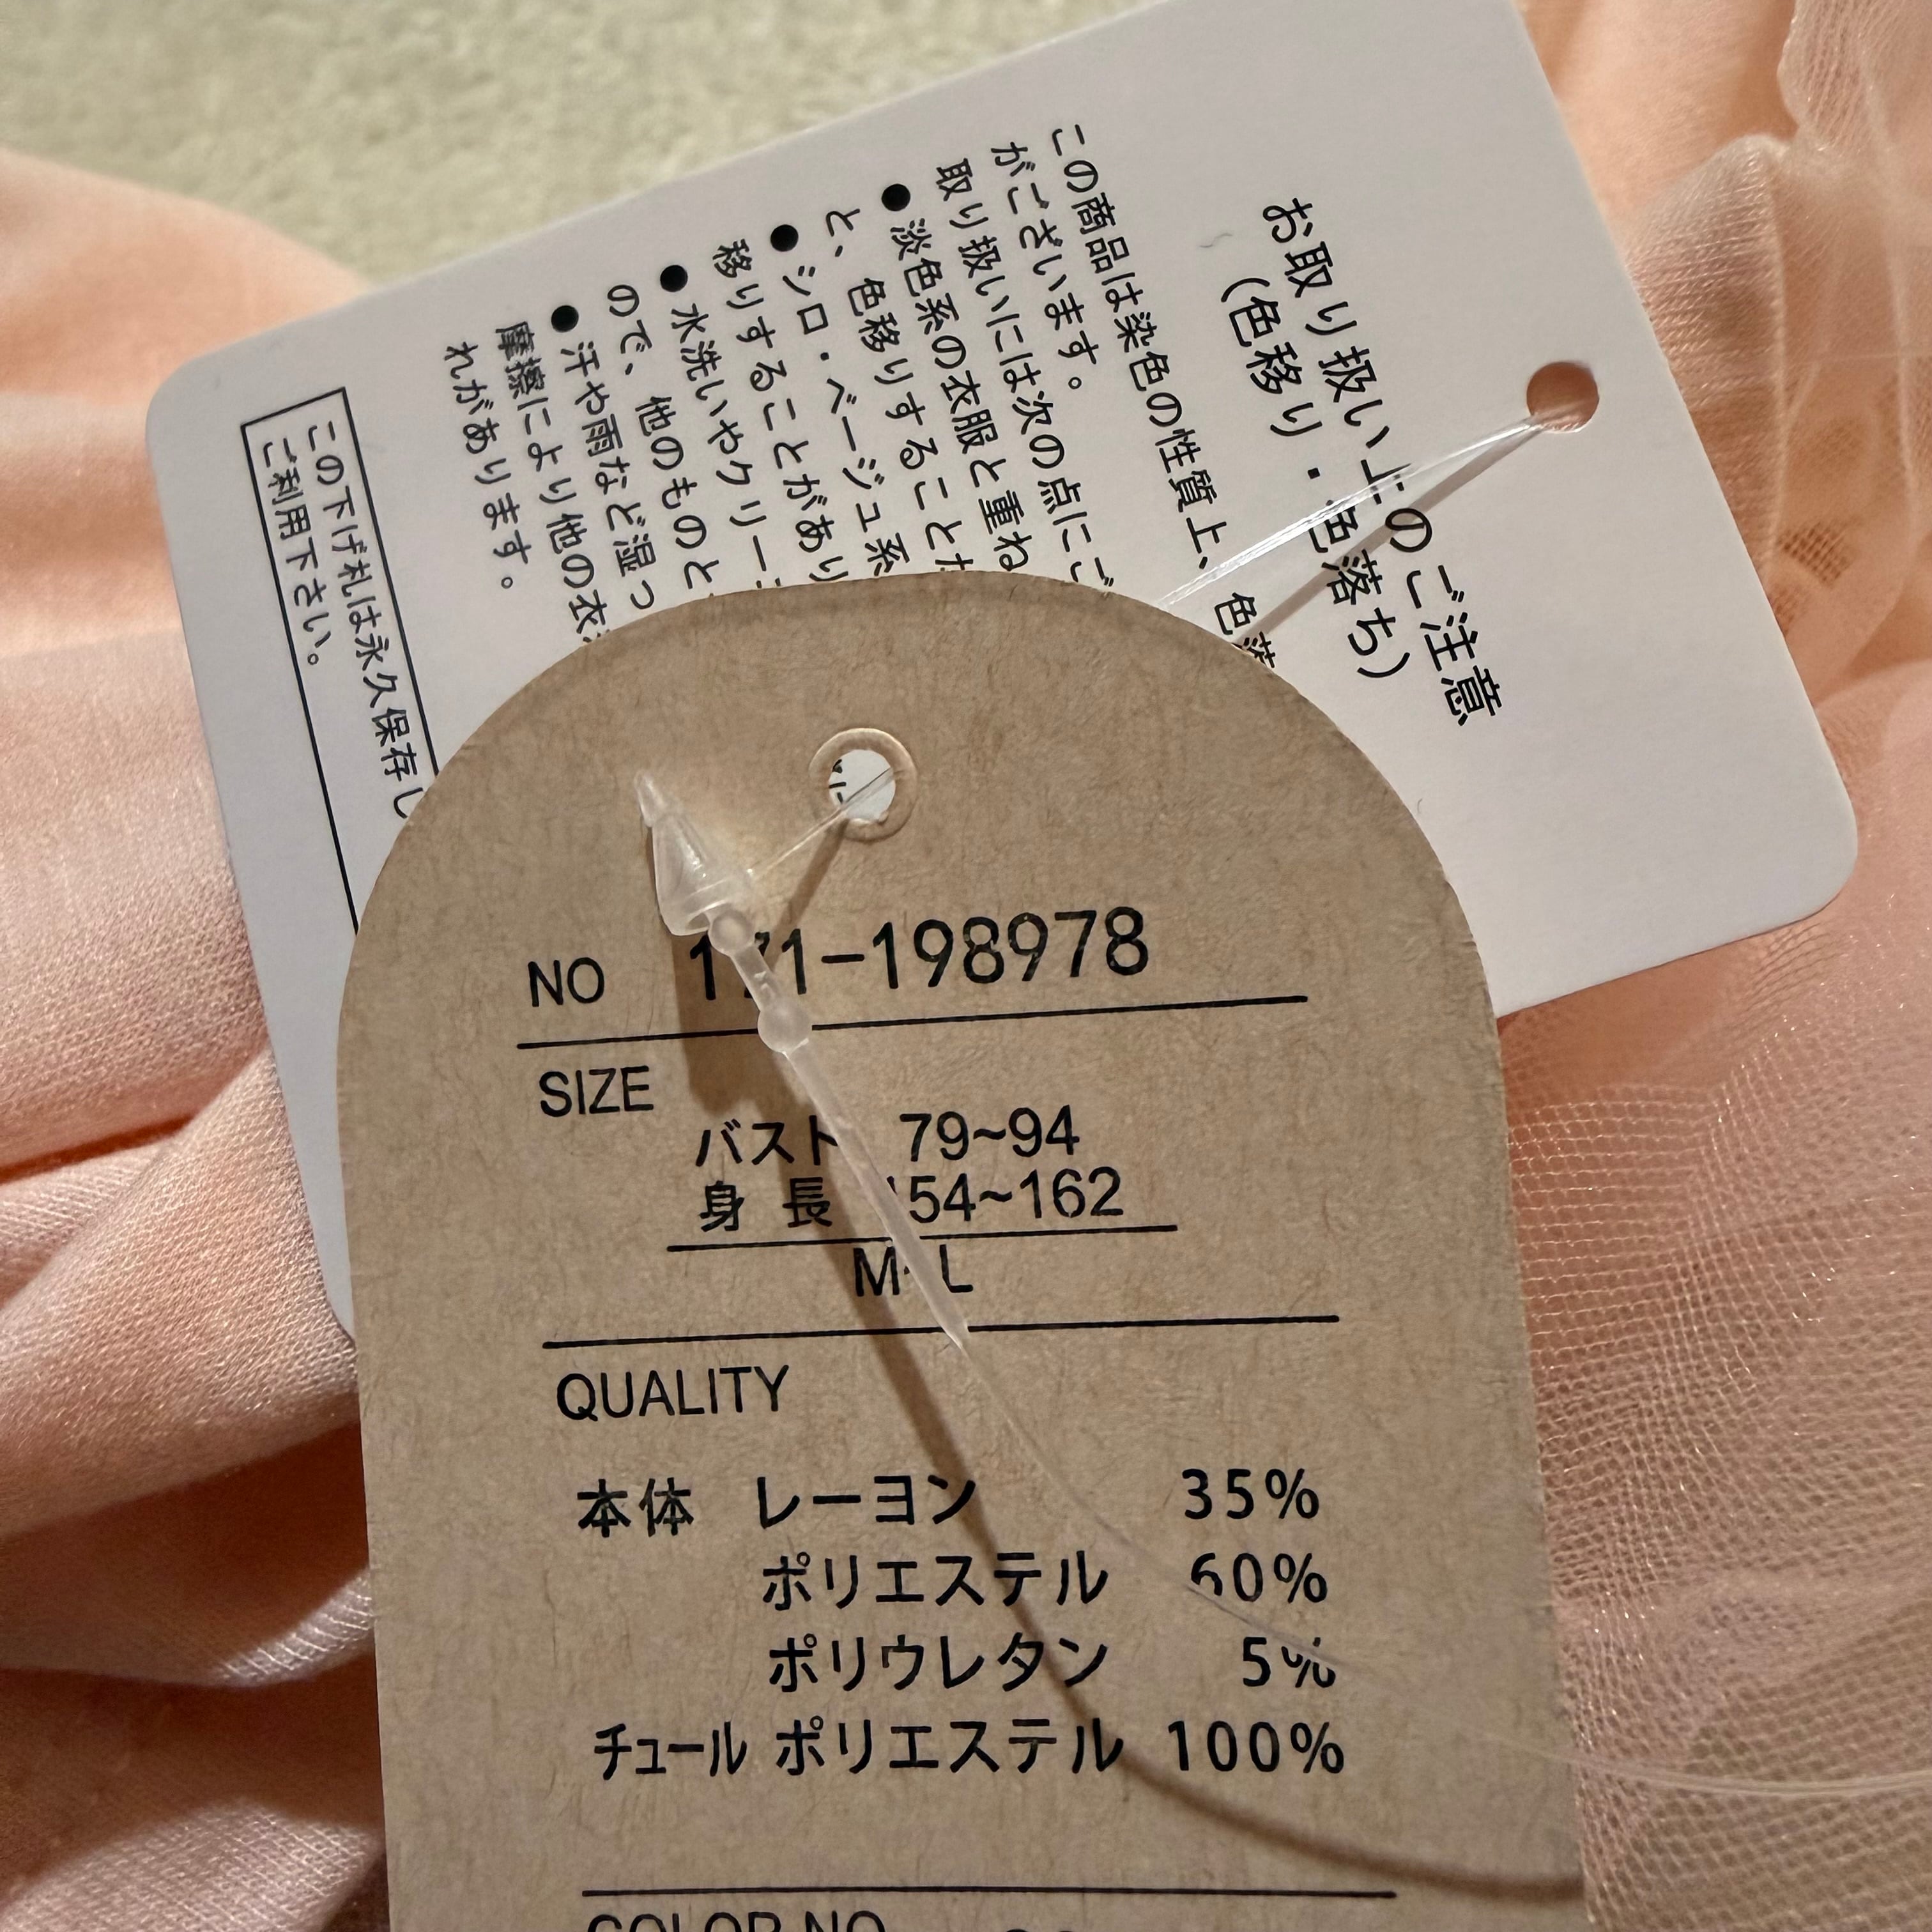 お取り扱い上のご注意
(色移り・色落ち)
この商品は染色の性質上、色落
がございます。
取り扱いには次の点にご
●淡色系の衣服と重ね
と、色移りすること
●シロ・ベージュ系
移りすることがあり
●水洗いやクリー
ので、他のものと
●汗や雨など湿っ
摩擦により他の衣
れがあります。
この下げ札は永久保存し
ご利用下さい。
NO 171-198978
SIZE
バスト 79~94
身長 154~162
M・L
QUALITY
本体 レーヨン 35%
ポリエステル 60%
ポリウレタン 5%
チュール ポリエステル 100%
COLOR NO